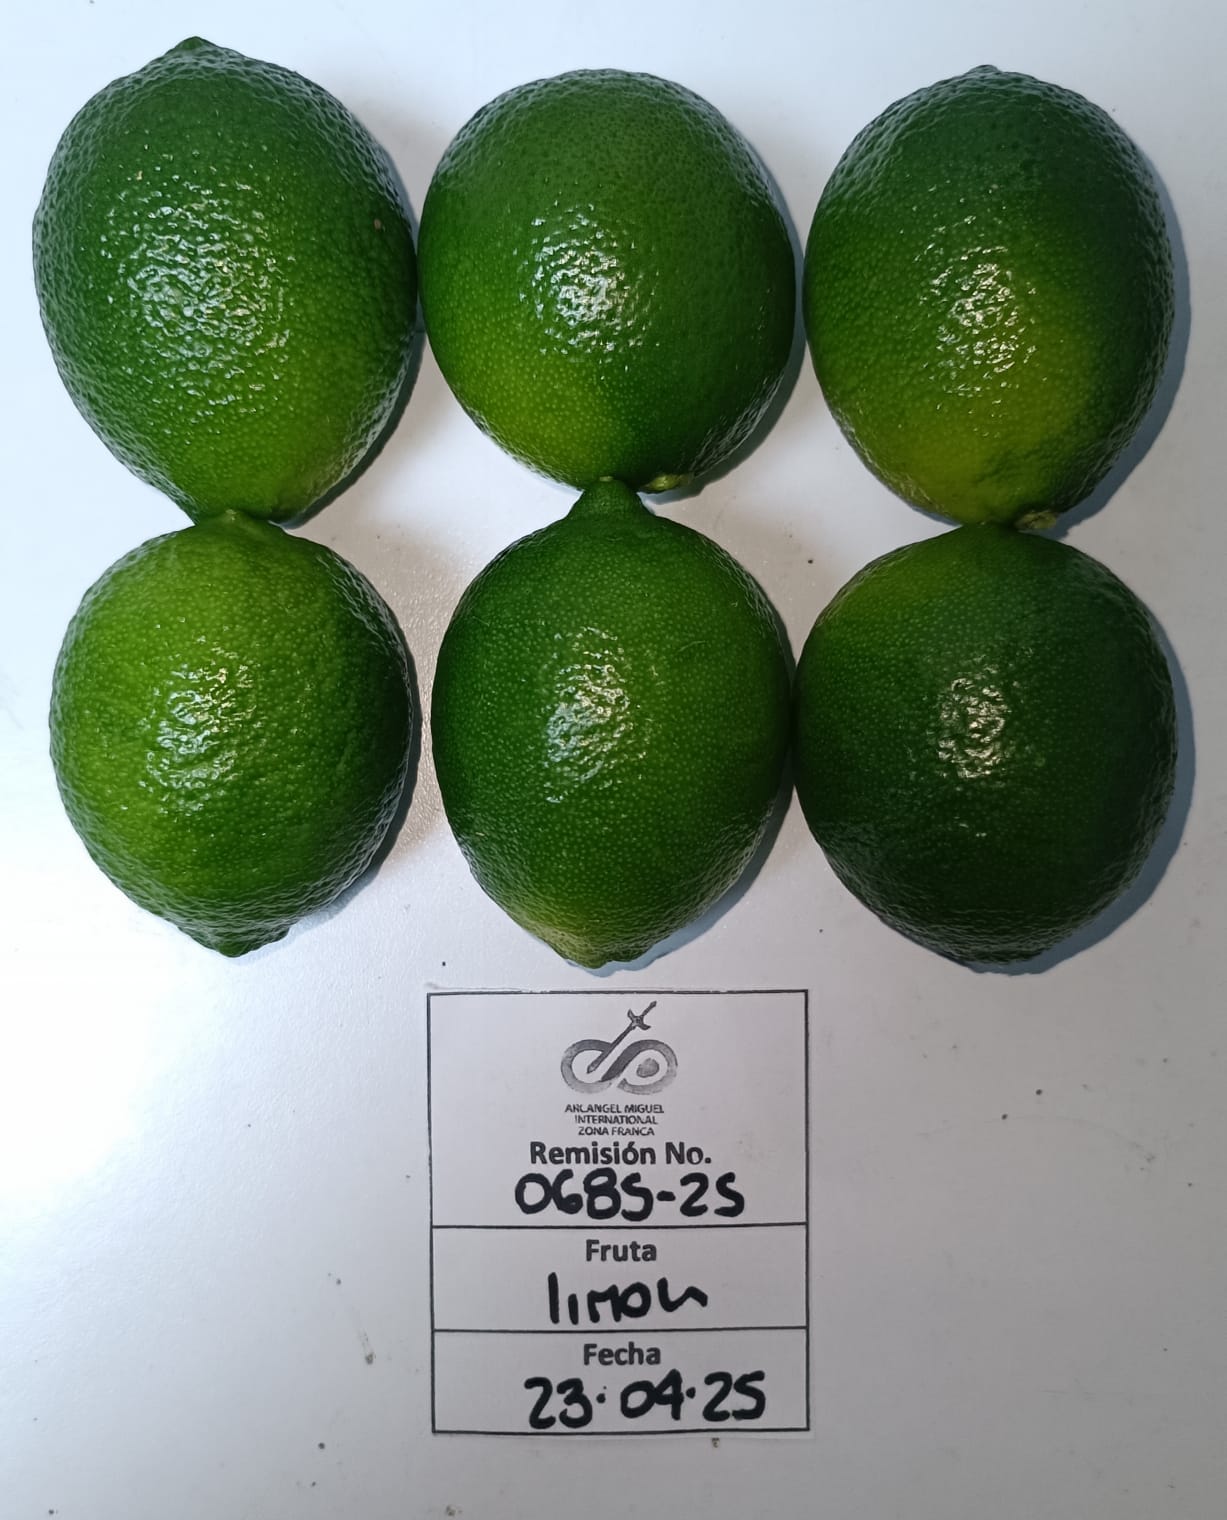 ARCANGEL MIGUEL
INTERNATIONAL
ZONA FRANCA
Remisión No.
0685-25
Fruta
limon
Fecha
23·04·25